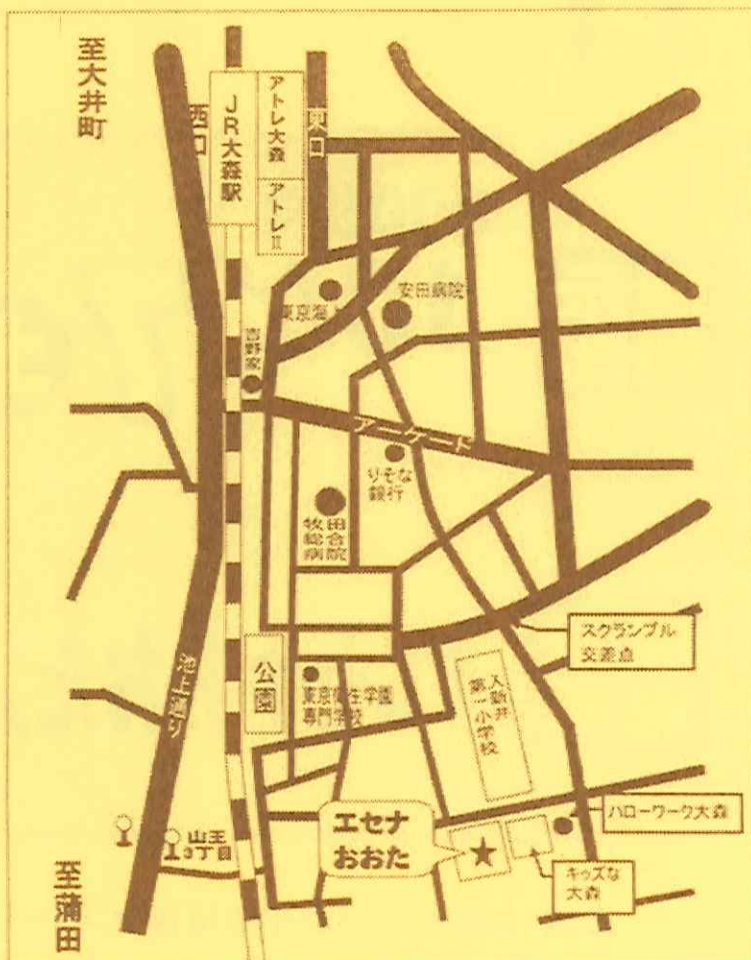 至大井町
西口
JR大森駅
アトレ大森
アトレⅡ
東口
東京海上
安田病院
吉野家
アーケード
りそな
銀行
牧田
総合
病院
スクランブル
交差点
公園
池上通り
東京衛生学園
専門学校
入新井
第一小学校
ハローワーク大森
エセナ
おおた
キッズな
大森
山王
3丁目
至蒲田